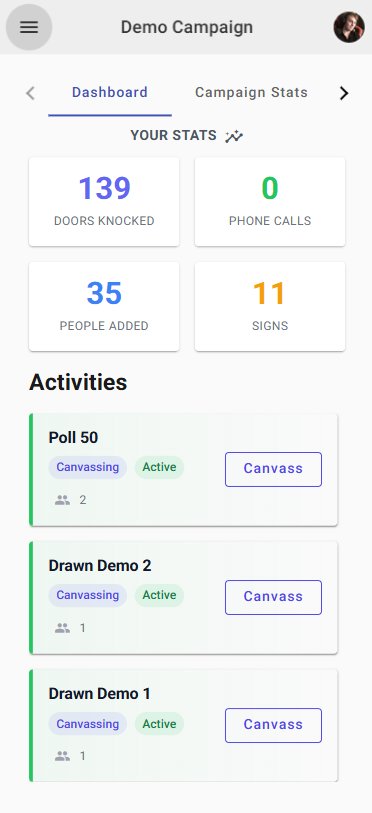 Demo Campaign
Dashboard Campaign Stats
YOUR STATS
139 0
DOORS KNOCKED PHONE CALLS
35 11
PEOPLE ADDED SIGNS
Activities
Poll 50
Canvassing Active Canvass
2
Drawn Demo 2
Canvassing Active Canvass
1
Drawn Demo 1
Canvassing Active Canvass
1